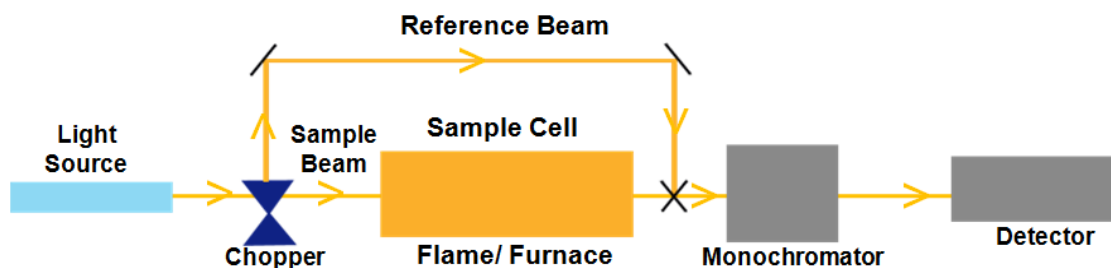 Reference Beam
Light
Source
Sample
Beam
Sample Cell
Chopper
Flame/ Furnace
Monochromator
Detector